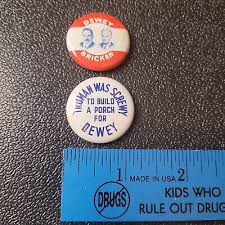 DEWEY
BRICKER
TRUMAN WAS SCREWY
TO BUILD
A PORCH
FOR
DEWEY
1 MADE IN USA 2
KIDS WHO
DRUGS RULE OUT DRUG